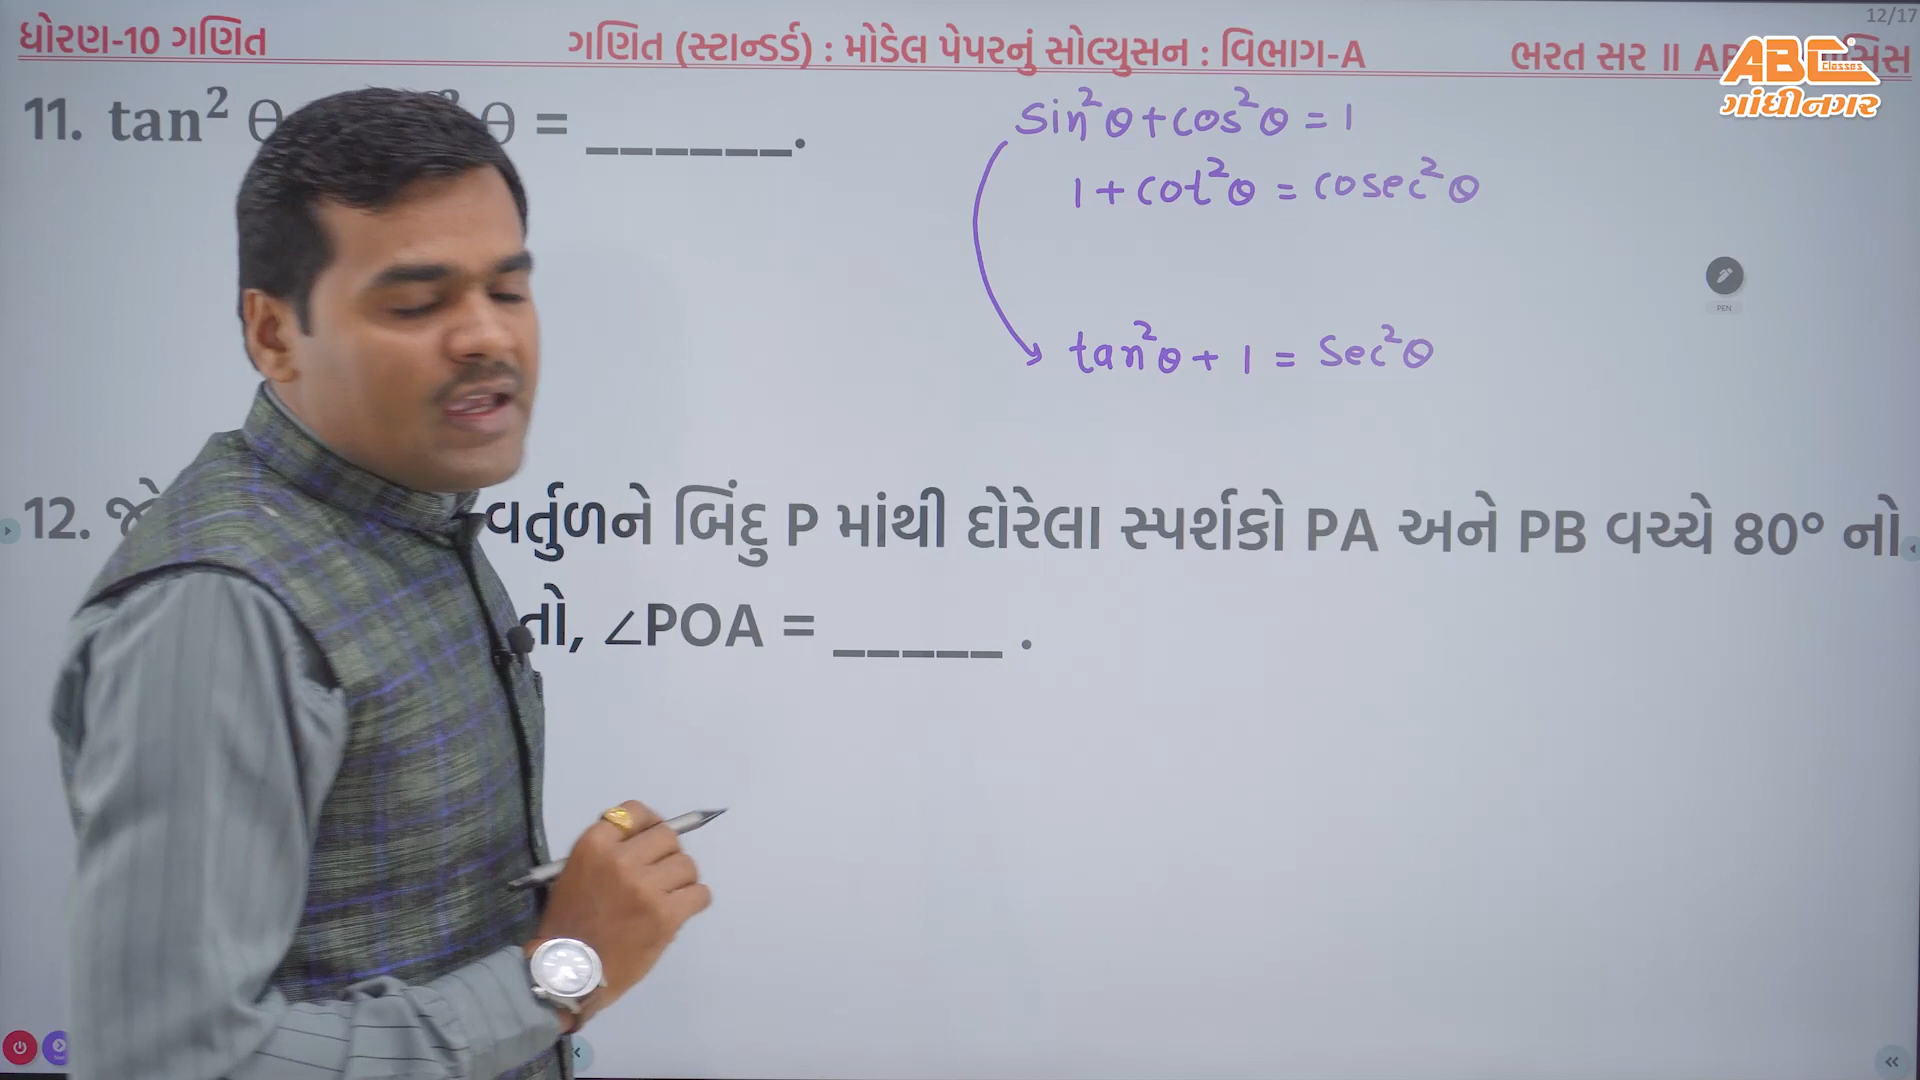 12/17
ધોરણ-10 ગણિત
ગણિત (સ્ટાન્ડર્ડ) : મોડેલ પેપરનું સોલ્યુસન : વિભાગ-A
ભરત સર ॥
ABC Classes
ગાંધીનગર
11. tan² θ = ______.
sin²θ + cos²θ = 1
1 + cot²θ = cosec²θ
PEN
tan²θ + 1 = Sec²θ
12. વર્તુળને બિંદુ P માંથી દોરેલા સ્પર્શકો PA અને PB વચ્ચે 80° નો
તો, ∠POA = _____ .